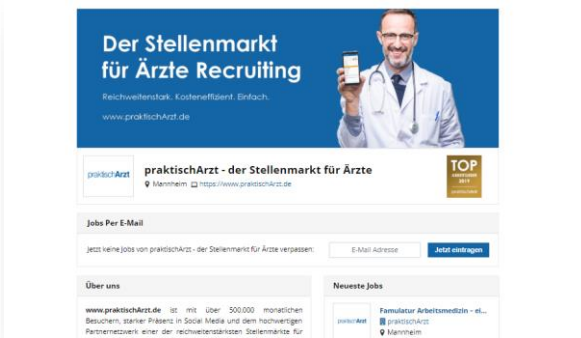 Der Stellenmarkt
für Ärzte Recruiting
Reichweitenstark. Kosteneffizient. Einfach.
www.praktischArzt.de
praktischArzt
praktischArzt - der Stellenmarkt für Ärzte
Mannheim https://www.praktischArzt.de
TOP
2019
Jobs Per E-Mail
Jetzt keine Jobs von praktischArzt - der Stellenmarkt für Ärzte verpassen:
E-Mail Adresse
Jetzt eintragen
Über uns
www.praktischArzt.de ist mit über 500.000 monatlichen
Besuchern, starker Präsenz in Social Media und dem hochwertigen
Partnernetzwerk einer der reichweitenstärksten Stellenmärkte für
Neueste Jobs
praktischArzt
Famulatur Arbeitsmedizin – ei...
praktischArzt
Mannheim